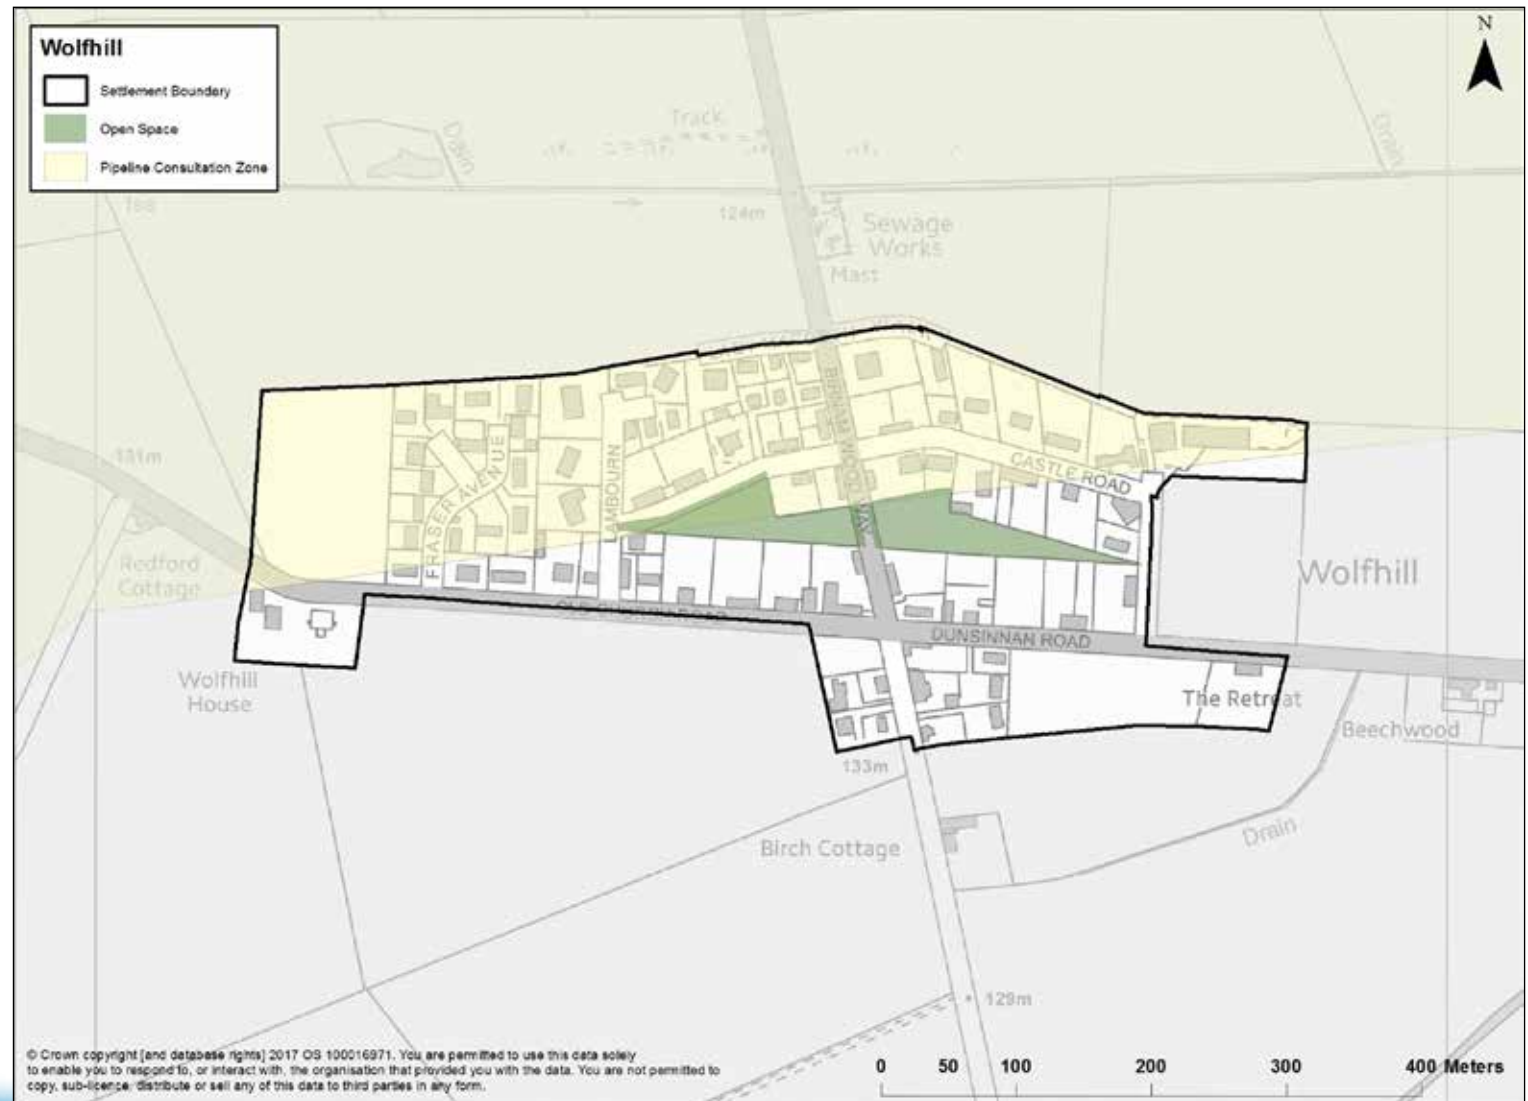 Wolfhill
Settlement Boundary
Open Space
Pipeline Consultation Zone
N
Track
Drain
Drain
124m
Sewage
Works
Mast
131m
FRASER AVENUE
LAMBOURN
CASTLE ROAD
Redford
Cottage
Wolfhill
DUNSINNAN ROAD
Wolfhill
House
The Retreat
Beechwood
133m
Birch Cottage
Drain
129m
© Crown copyright [and database rights] 2017 OS 100016971. You are permitted to use this data solely
to enable you to respond to, or interact with, the organisation that provided you with the data. You are not permitted to
copy, sub-licence, distribute or sell any of this data to third parties in any form.
0 50 100 200 300 400 Meters